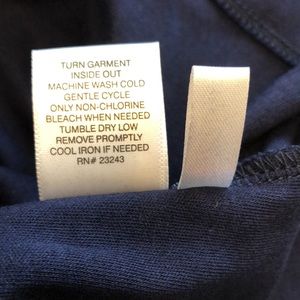 TURN GARMENT
INSIDE OUT
MACHINE WASH COLD
GENTLE CYCLE
ONLY NON-CHLORINE
BLEACH WHEN NEEDED
TUMBLE DRY LOW
REMOVE PROMPTLY
COOL IRON IF NEEDED
RN# 23243